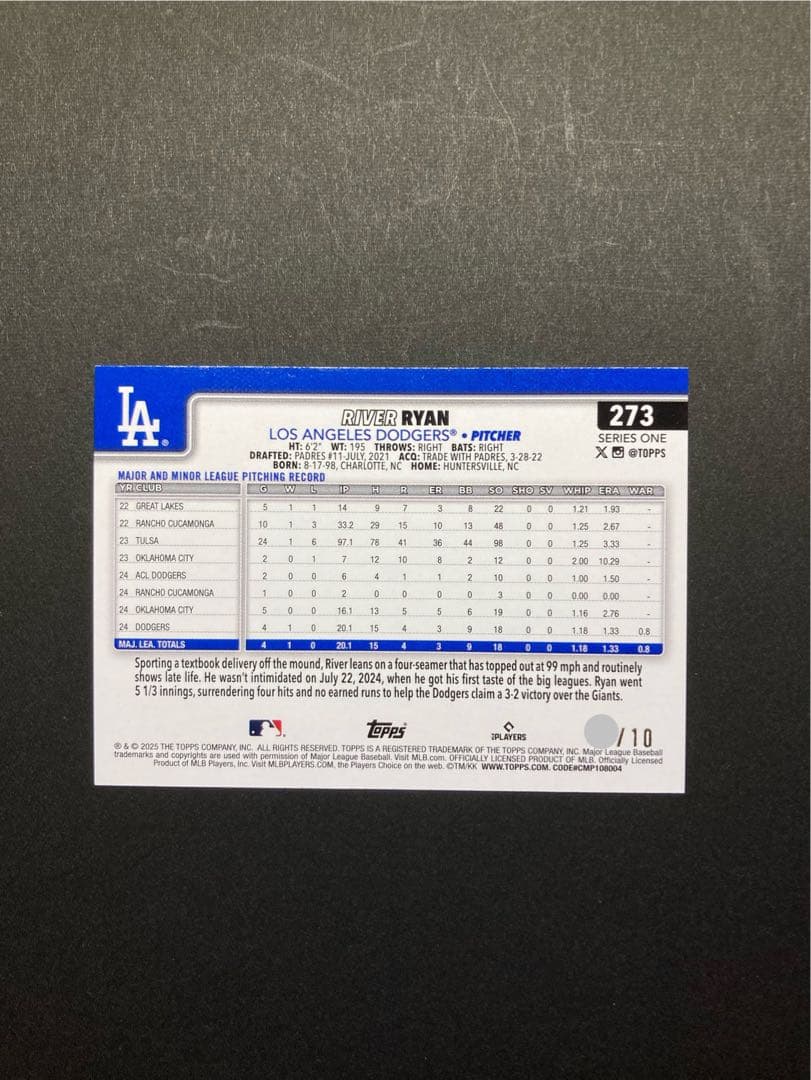 LA
RIVER RYAN
273
LOS ANGELES DODGERS® • PITCHER
SERIES ONE
HT: 6'2" WT: 195 THROWS: RIGHT BATS: RIGHT
@TOPPS
DRAFTED: PADRES #11-JULY, 2021 ACQ: TRADE WITH PADRES, 3-28-22
BORN: 8-17-98, CHARLOTTE, NC HOME: HUNTERSVILLE, NC
MAJOR AND MINOR LEAGUE PITCHING RECORD
YR CLUB G W L IP H R ER BB SO SHO SV WHIP ERA WAR
22 GREAT LAKES 5 1 1 14 9 7 3 8 22 0 0 1.21 1.93 -
22 RANCHO CUCAMONGA 10 1 3 33.2 29 15 10 13 48 0 0 1.25 2.67 -
23 TULSA 24 1 6 97.1 78 41 36 44 98 0 0 1.25 3.33 -
23 OKLAHOMA CITY 2 0 1 7 12 10 8 2 12 0 0 2.00 10.29 -
24 ACL DODGERS 2 0 0 6 4 1 1 2 10 0 0 1.00 1.50 -
24 RANCHO CUCAMONGA 1 0 0 2 0 0 0 0 3 0 0 0.00 0.00 -
24 OKLAHOMA CITY 5 0 0 16.1 13 5 5 6 19 0 0 1.16 2.76 -
24 DODGERS 4 1 0 20.1 15 4 3 9 18 0 0 1.18 1.33 0.8
MAJ. LEA. TOTALS 4 1 0 20.1 15 4 3 9 18 0 0 1.18 1.33 0.8
Sporting a textbook delivery off the mound, River leans on a four-seamer that has topped out at 99 mph and routinely
shows late life. He wasn't intimidated on July 22, 2024, when he got his first taste of the big leagues. Ryan went
5 1/3 innings, surrendering four hits and no earned runs to help the Dodgers claim a 3-2 victory over the Giants.
Topps
PLAYERS
/10
® & © 2025 THE TOPPS COMPANY, INC. ALL RIGHTS RESERVED. TOPPS IS A REGISTERED TRADEMARK OF THE TOPPS COMPANY, INC. Major League Baseball
trademarks and copyrights are used with permission of Major League Baseball. Visit MLB.com. OFFICIALLY LICENSED PRODUCT OF MLB. Officially Licensed
Product of MLB Players, Inc. Visit MLBPLAYERS.COM, the Players Choice on the web. ©TM/KK WWW.TOPPS.COM. CODE#CMP108004